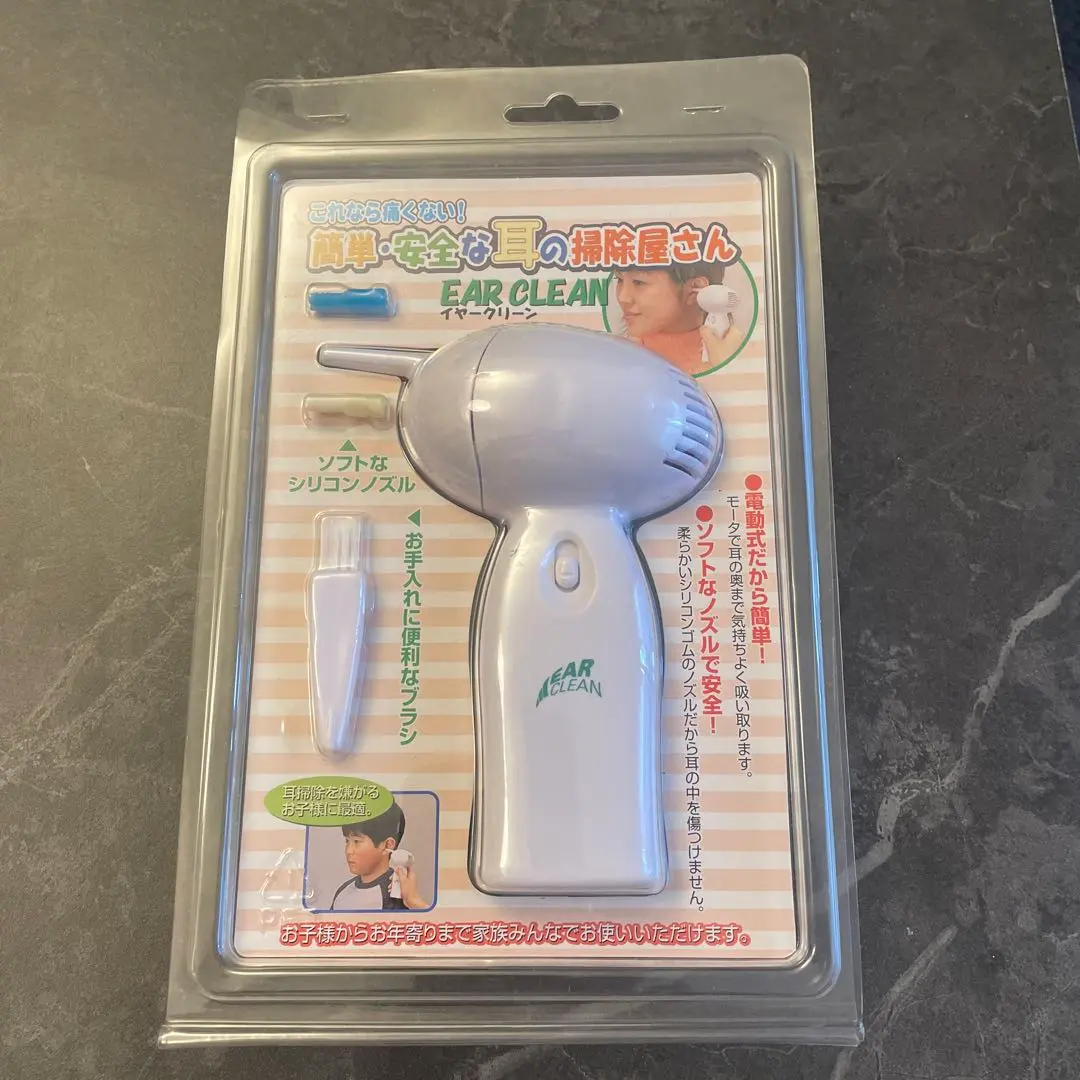 これなら痛くない!
簡単・安全な耳の掃除屋さん
EAR CLEAN
イヤークリーン
▲
ソフトな
シリコンノズル
◀お手入れに便利なブラシ
●電動式だから簡単!
モータで耳の奥まで気持ちよく吸い取ります。
●ソフトなノズルで安全!
柔らかいシリコンゴムのノズルだから耳の中を傷つけません。
EAR
CLEAN
耳掃除を嫌がる
お子様に最適。
お子様からお年寄りまで家族みんなでお使いいただけます。